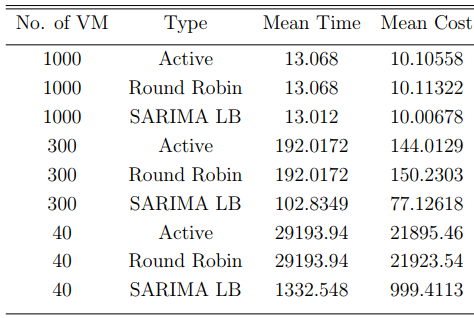 No. of VM Type Mean Time Mean Cost
1000 Active 13.068 10.10558
1000 Round Robin 13.068 10.11322
1000 SARIMA LB 13.012 10.00678
300 Active 192.0172 144.0129
300 Round Robin 192.0172 150.2303
300 SARIMA LB 102.8349 77.12618
40 Active 29193.94 21895.46
40 Round Robin 29193.94 21923.54
40 SARIMA LB 1332.548 999.4113